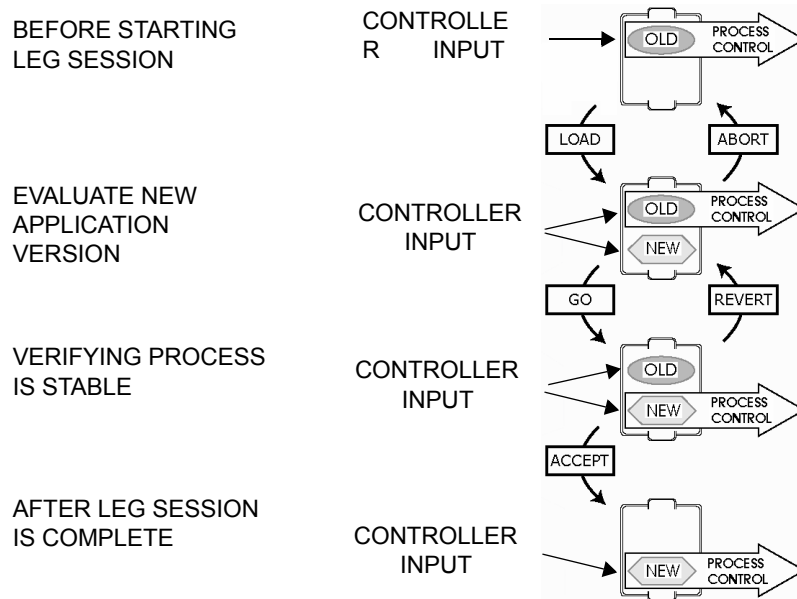 BEFORE STARTING
LEG SESSION
CONTROLLE
R INPUT
OLD
PROCESS
CONTROL
LOAD
ABORT
EVALUATE NEW
APPLICATION
VERSION
CONTROLLER
INPUT
OLD
NEW
PROCESS
CONTROL
GO
REVERT
VERIFYING PROCESS
IS STABLE
CONTROLLER
INPUT
OLD
NEW
PROCESS
CONTROL
ACCEPT
AFTER LEG SESSION
IS COMPLETE
CONTROLLER
INPUT
NEW
PROCESS
CONTROL